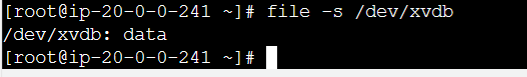 [root@ip-20-0-0-241 ~]# file -s /dev/xvdb
/dev/xvdb: data
[root@ip-20-0-0-241 ~]#